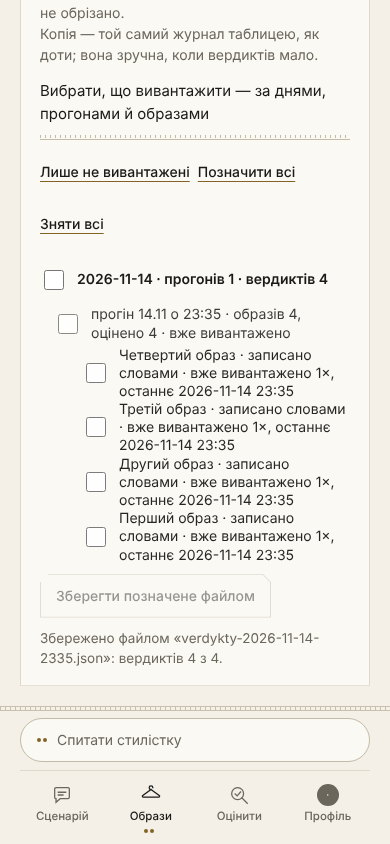 не обрізано.
Копія — той самий журнал таблицею, як
доти; вона зручна, коли вердиктів мало.
Вибрати, що вивантажити — за днями,
прогонами й образами
Лише не вивантажені Позначити всі
Зняти всі
2026-11-14 · прогонів 1 · вердиктів 4
прогін 14.11 о 23:35 · образів 4,
оцінено 4 · вже вивантажено
Четвертий образ · записано
словами · вже вивантажено 1×,
останнє 2026-11-14 23:35
Третій образ · записано словами
· вже вивантажено 1×, останнє
2026-11-14 23:35
Другий образ · записано
словами · вже вивантажено 1×,
останнє 2026-11-14 23:35
Перший образ · записано
словами · вже вивантажено 1×,
останнє 2026-11-14 23:35
Зберегти позначене файлом
Збережено файлом «verdykty-2026-11-14-
2335.json»: вердиктів 4 з 4.
Спитати стилістку
Сценарій Образи Оцінити Профіль